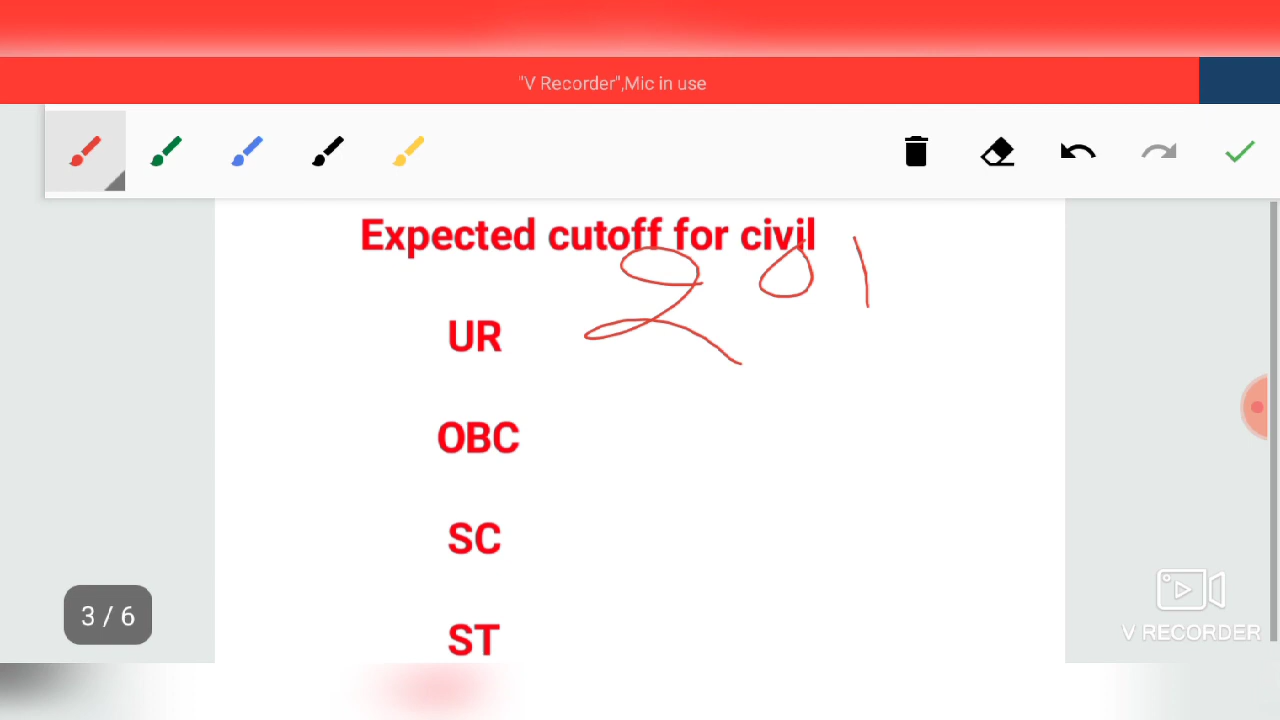 "V Recorder",Mic in use
Expected cutoff for civil
201
UR
OBC
SC
ST
3 / 6
V RECORDER